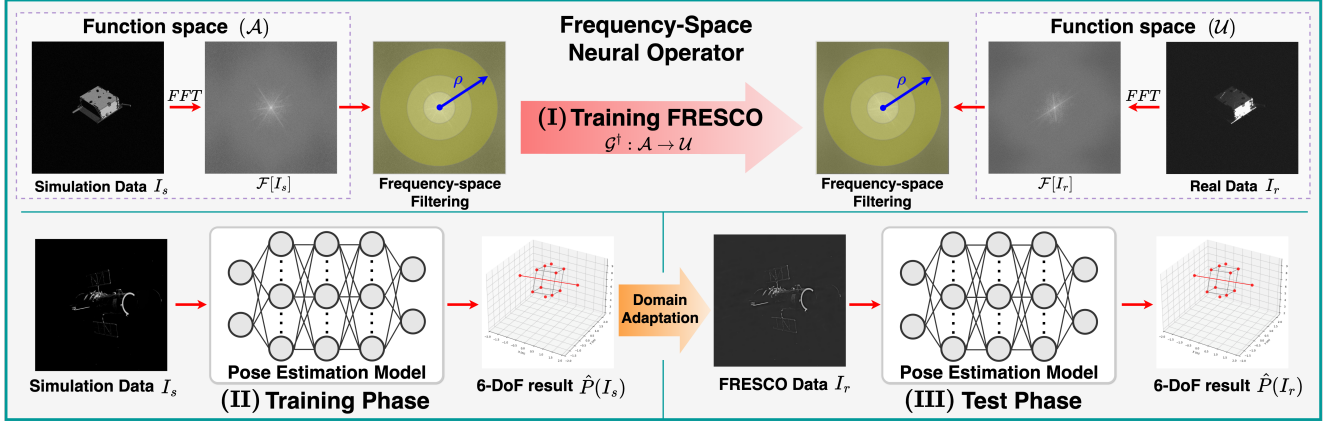 Function space (𝒜)
Frequency-Space
Neural Operator
Function space (𝒰)
FFT
ρ
(I) Training FRESCO
𝒢† : 𝒜 → 𝒰
ρ
FFT
Simulation Data I_s
ℱ[I_s]
Frequency-space
Filtering
Frequency-space
Filtering
ℱ[I_r]
Real Data I_r
Domain
Adaptation
Simulation Data I_s
Pose Estimation Model
6-DoF result P̂(I_s)
FRESCO Data I_r
Pose Estimation Model
6-DoF result P̂(I_r)
(II) Training Phase
(III) Test Phase